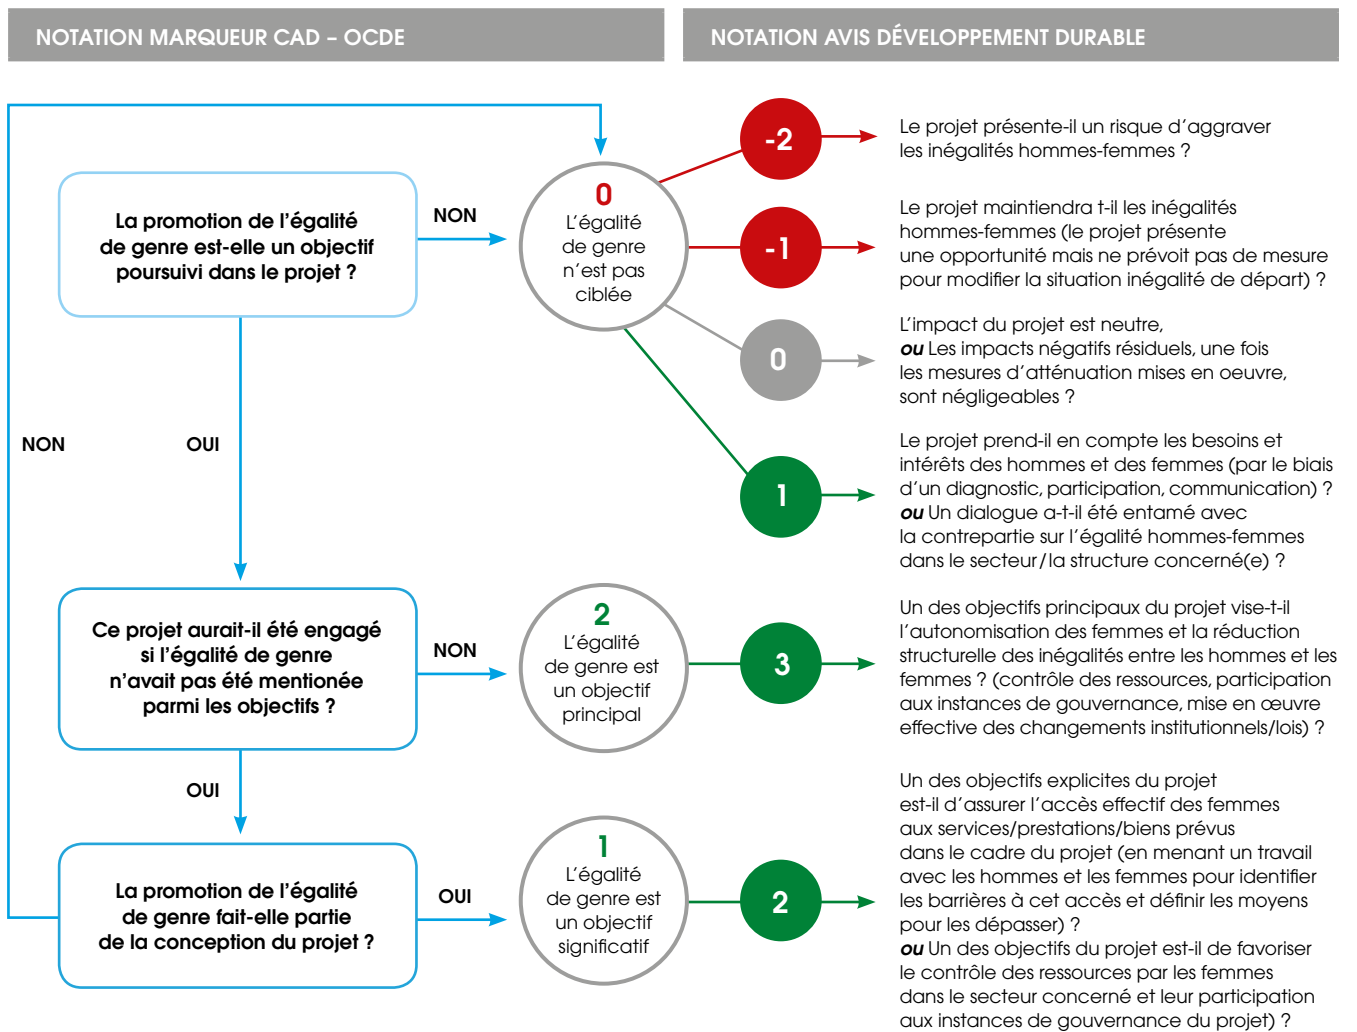 NOTATION MARQUEUR CAD – OCDE
NOTATION AVIS DÉVELOPPEMENT DURABLE
La promotion de l'égalité
de genre est-elle un objectif
poursuivi dans le projet ?
NON
0
L'égalité
de genre
n'est pas
ciblée
-2
Le projet présente-il un risque d'aggraver
les inégalités hommes-femmes ?
-1
Le projet maintiendra t-il les inégalités
hommes-femmes (le projet présente
une opportunité mais ne prévoit pas de mesure
pour modifier la situation inégalité de départ) ?
0
L'impact du projet est neutre,
ou Les impacts négatifs résiduels, une fois
les mesures d'atténuation mises en oeuvre,
sont négligeables ?
1
Le projet prend-il en compte les besoins et
intérêts des hommes et des femmes (par le biais
d'un diagnostic, participation, communication) ?
ou Un dialogue a-t-il été entamé avec
la contrepartie sur l'égalité hommes-femmes
dans le secteur/la structure concerné(e) ?
NON
OUI
Ce projet aurait-il été engagé
si l'égalité de genre
n'avait pas été mentionée
parmi les objectifs ?
NON
2
L'égalité
de genre est
un objectif
principal
3
Un des objectifs principaux du projet vise-t-il
l'autonomisation des femmes et la réduction
structurelle des inégalités entre les hommes et les
femmes ? (contrôle des ressources, participation
aux instances de gouvernance, mise en œuvre
effective des changements institutionnels/lois) ?
OUI
La promotion de l'égalité
de genre fait-elle partie
de la conception du projet ?
OUI
1
L'égalité
de genre est
un objectif
significatif
2
Un des objectifs explicites du projet
est-il d'assurer l'accès effectif des femmes
aux services/prestations/biens prévus
dans le cadre du projet (en menant un travail
avec les hommes et les femmes pour identifier
les barrières à cet accès et définir les moyens
pour les dépasser) ?
ou Un des objectifs du projet est-il de favoriser
le contrôle des ressources par les femmes
dans le secteur concerné et leur participation
aux instances de gouvernance du projet) ?